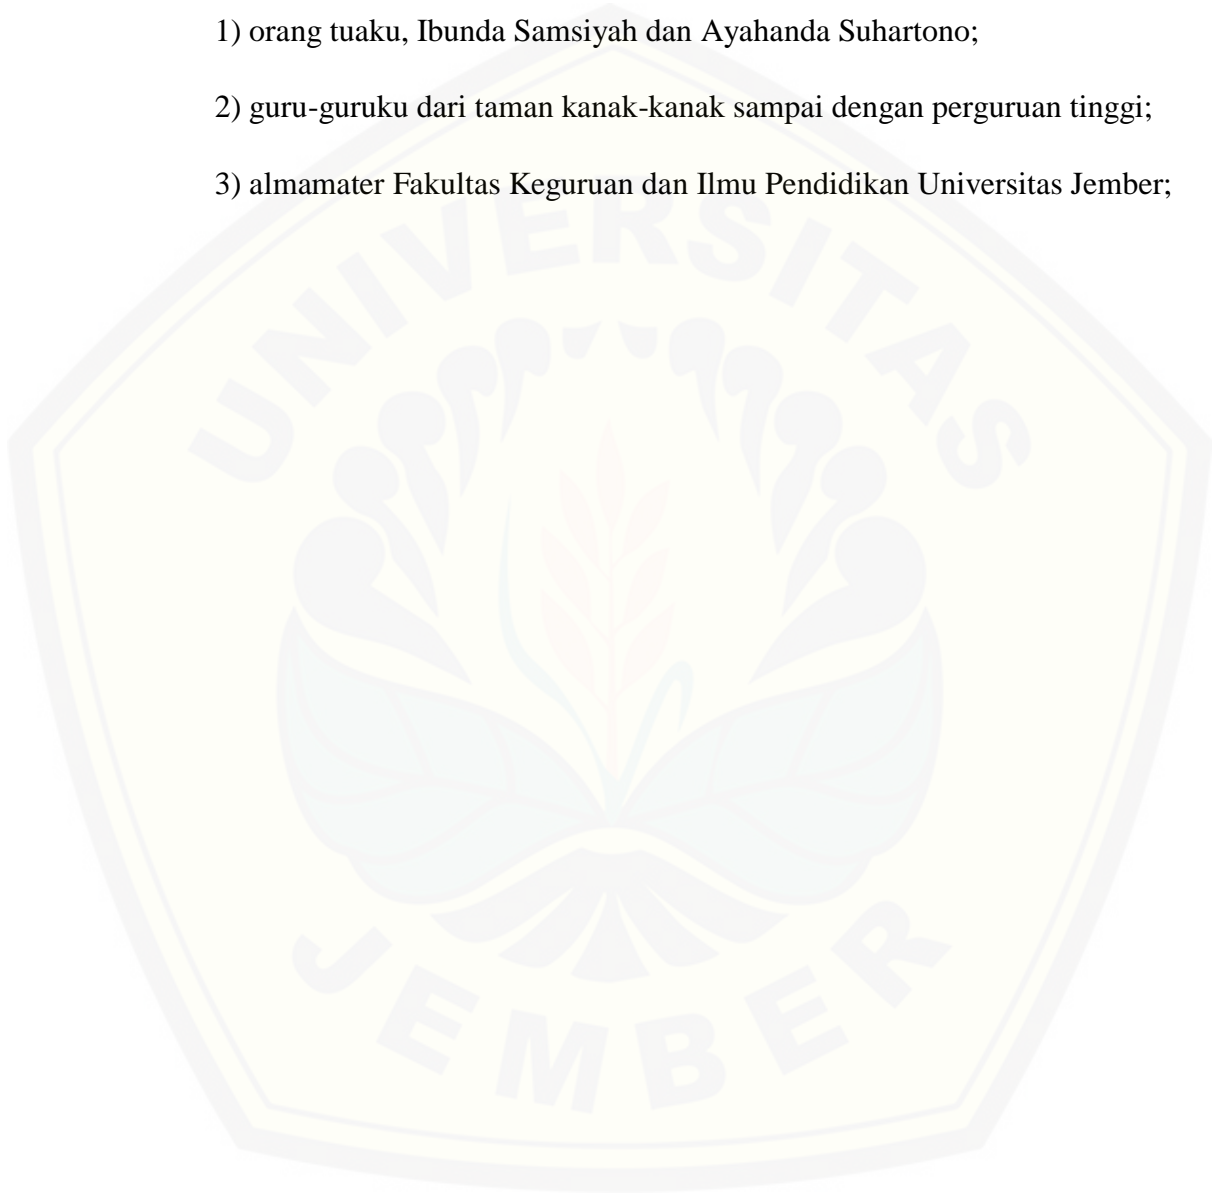 1) orang tuaku, Ibunda Samsiyah dan Ayahanda Suhartono;
2) guru-guruku dari taman kanak-kanak sampai dengan perguruan tinggi;
3) almamater Fakultas Keguruan dan Ilmu Pendidikan Universitas Jember;
UNIVERSITAS
JEMBER